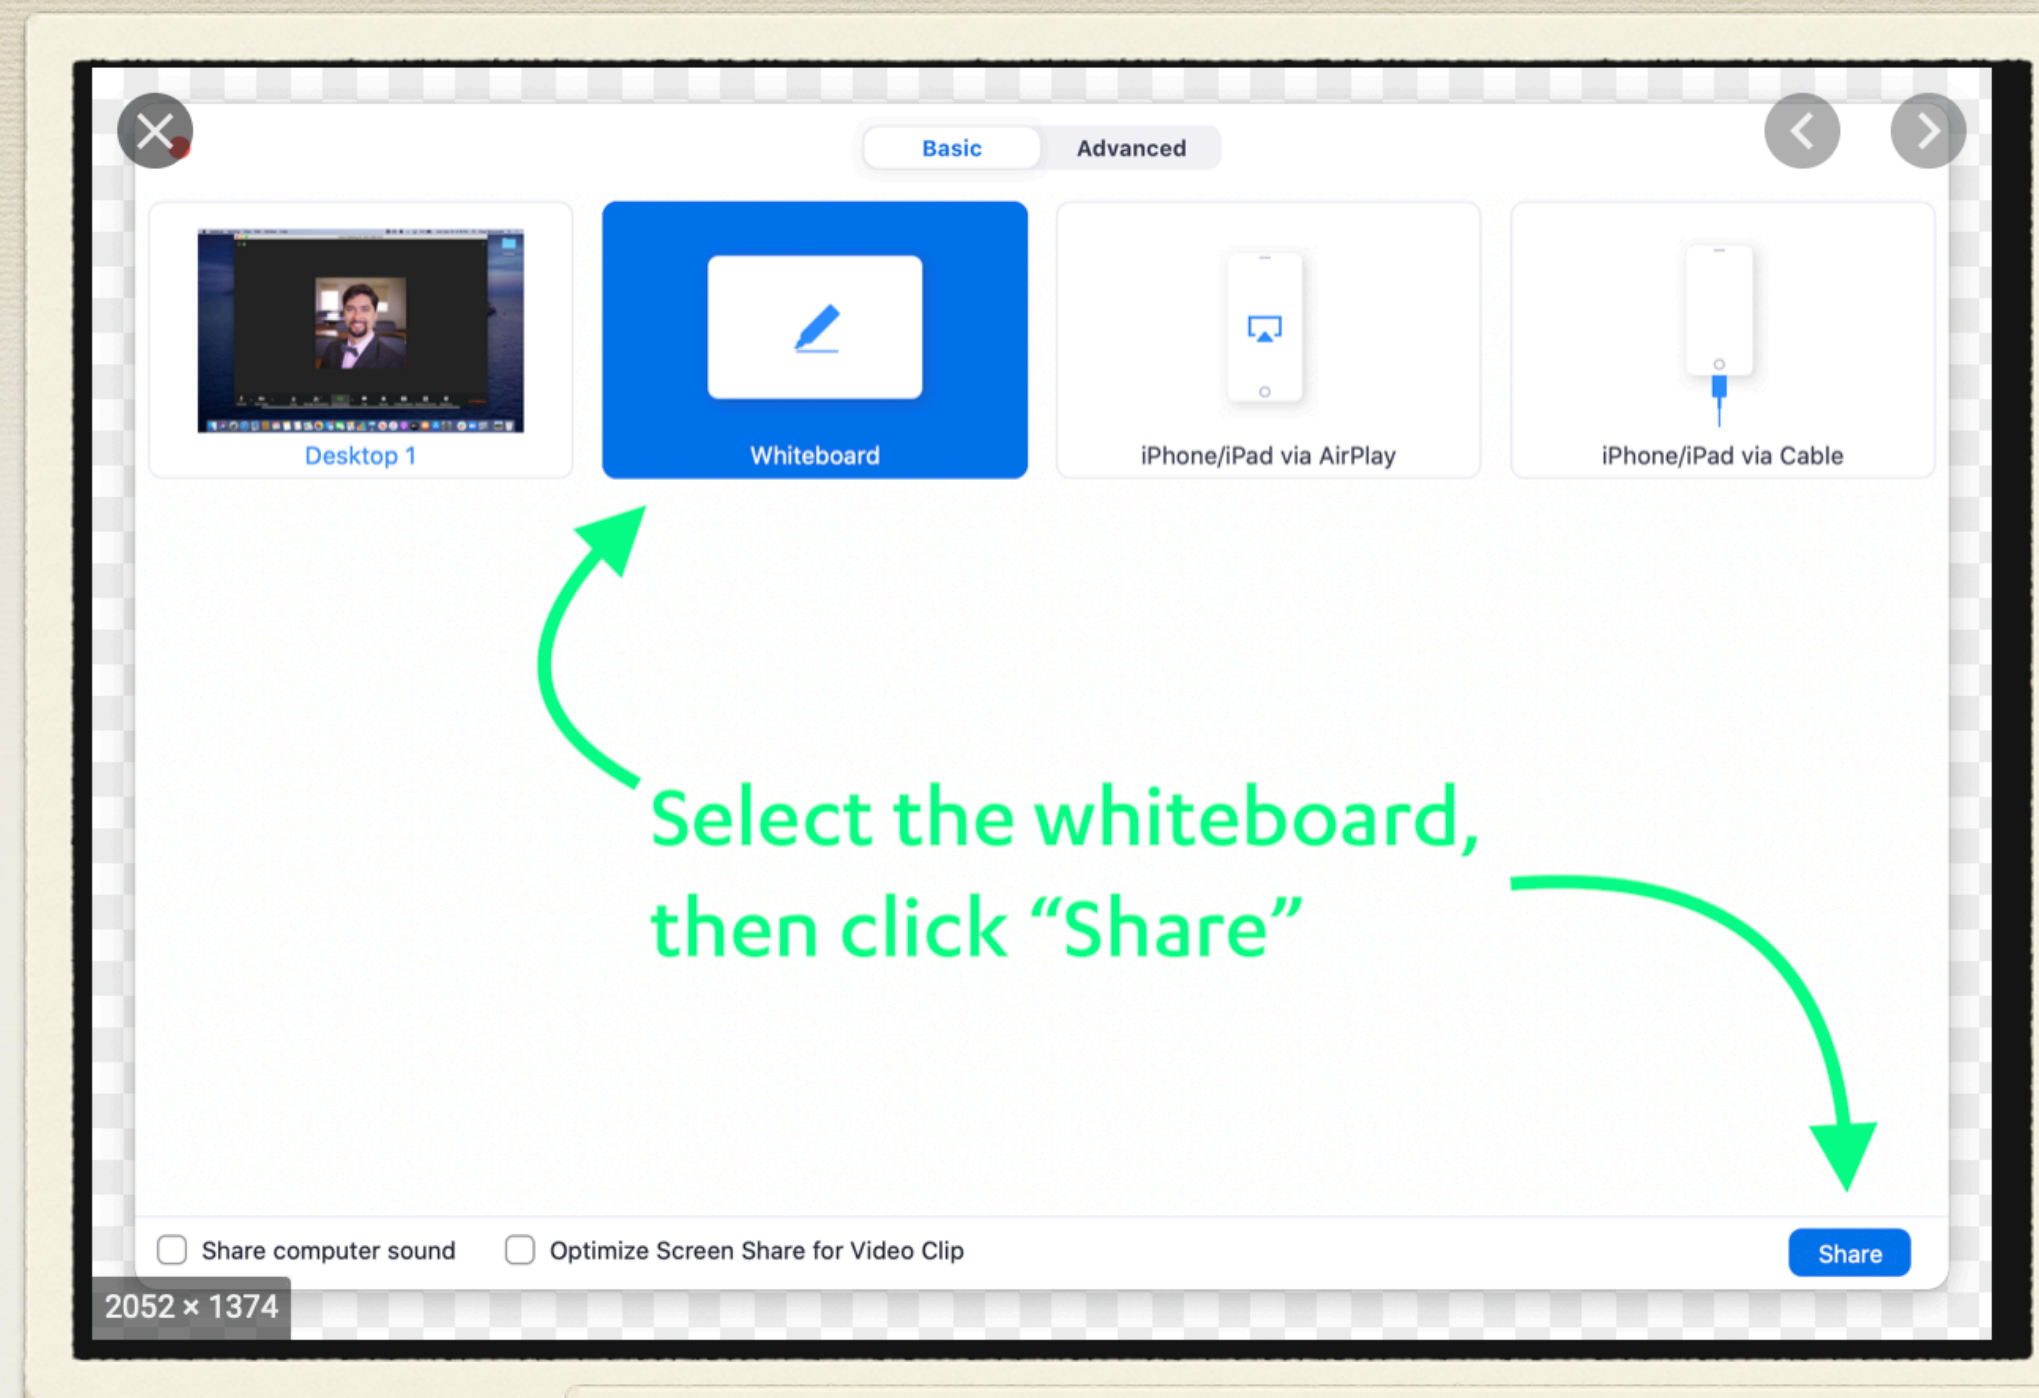 Basic Advanced
Desktop 1 Whiteboard iPhone/iPad via AirPlay iPhone/iPad via Cable
Select the whiteboard,
then click “Share”
Share computer sound Optimize Screen Share for Video Clip Share
2052 × 1374